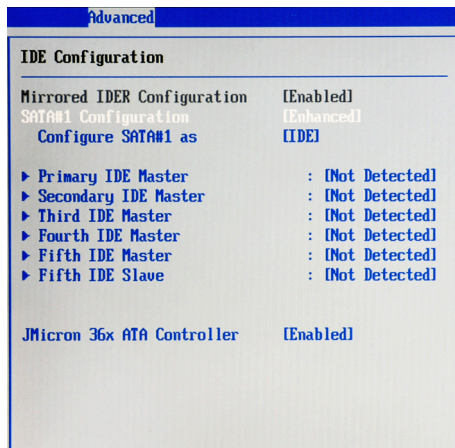 Advanced
IDE Configuration
Mirrored IDER Configuration [Enabled]
SATA#1 Configuration [Enhanced]
Configure SATA#1 as [IDE]
Primary IDE Master : [Not Detected]
Secondary IDE Master : [Not Detected]
Third IDE Master : [Not Detected]
Fourth IDE Master : [Not Detected]
Fifth IDE Master : [Not Detected]
Fifth IDE Slave : [Not Detected]
JMicron 36x ATA Controller [Enabled]